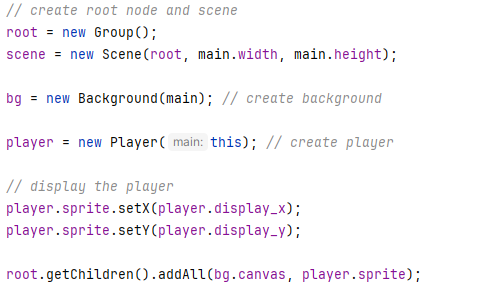 // create root node and scene
root = new Group();
scene = new Scene(root, main.width, main.height);
bg = new Background(main); // create background
player = new Player( main: this); // create player
// display the player
player.sprite.setX(player.display_x);
player.sprite.setY(player.display_y);
root.getChildren().addAll(bg.canvas, player.sprite);